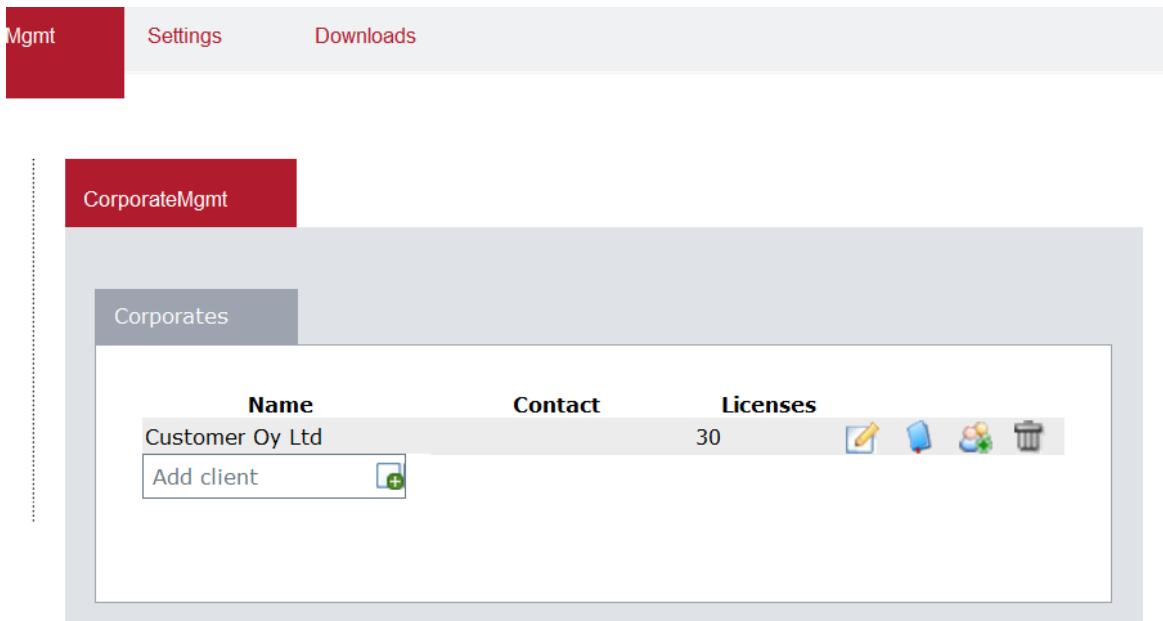 Mgmt Settings Downloads
CorporateMgmt
Corporates
Name Contact Licenses
Customer Oy Ltd 30
Add client